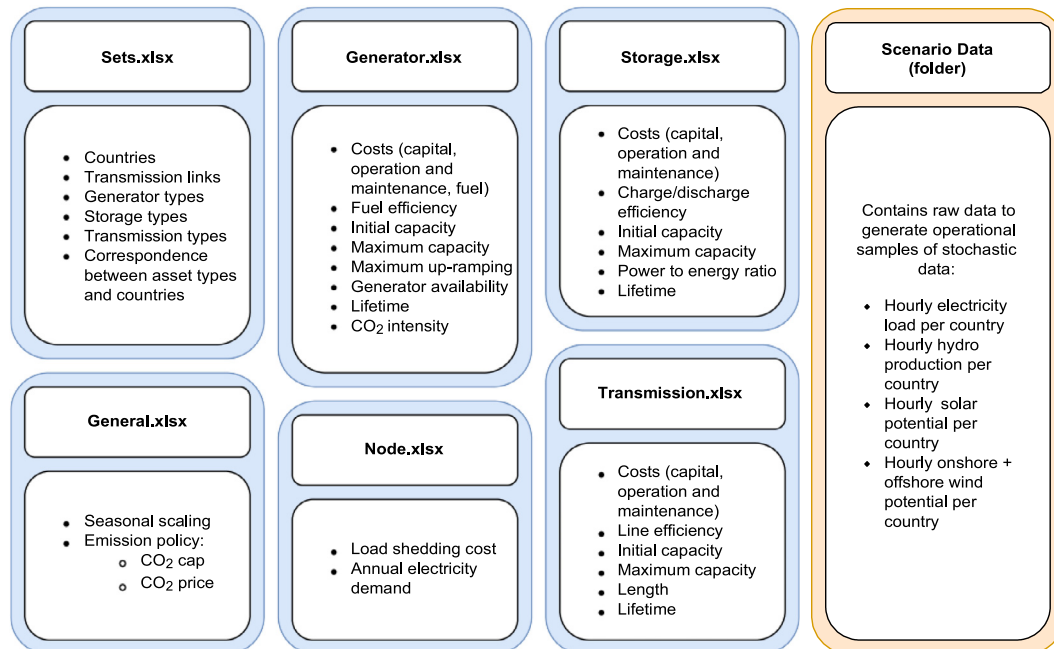 Sets.xlsx
• Countries
• Transmission links
• Generator types
• Storage types
• Transmission types
• Correspondence
between asset types
and countries
General.xlsx
• Seasonal scaling
• Emission policy:
o CO2 cap
o CO2 price
Generator.xlsx
• Costs (capital,
operation and
maintenance, fuel)
• Fuel efficiency
• Initial capacity
• Maximum capacity
• Maximum up-ramping
• Generator availability
• Lifetime
• CO2 intensity
Node.xlsx
• Load shedding cost
• Annual electricity
demand
Storage.xlsx
• Costs (capital,
operation and
maintenance)
• Charge/discharge
efficiency
• Initial capacity
• Maximum capacity
• Power to energy ratio
• Lifetime
Transmission.xlsx
• Costs (capital,
operation and
maintenance)
• Line efficiency
• Initial capacity
• Maximum capacity
• Length
• Lifetime
Scenario Data
(folder)
Contains raw data to
generate operational
samples of stochastic
data:
◆ Hourly electricity
load per country
◆ Hourly hydro
production per
country
◆ Hourly solar
potential per
country
◆ Hourly onshore +
offshore wind
potential per
country